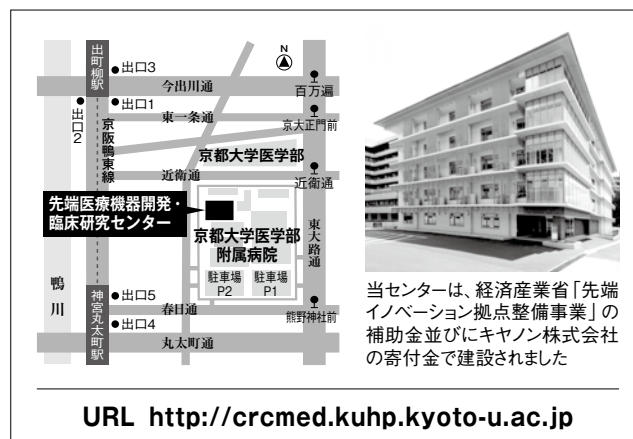 N
出町柳駅
出口3
今出川通
百万遍
出口1
出口2
東一条通
京大正門前
京阪鴨東線
京都大学医学部
近衛通
近衛通
先端医療機器開発・
臨床研究センター
京都大学医学部
附属病院
東大路通
駐車場
P2
駐車場
P1
鴨川
神宮丸太町駅
出口5
春日通
熊野神社前
出口4
丸太町通
当センターは、経済産業省「先端
イノベーション拠点整備事業」の
補助金並びにキヤノン株式会社
の寄付金で建設されました
URL http://crcmed.kuhp.kyoto-u.ac.jp